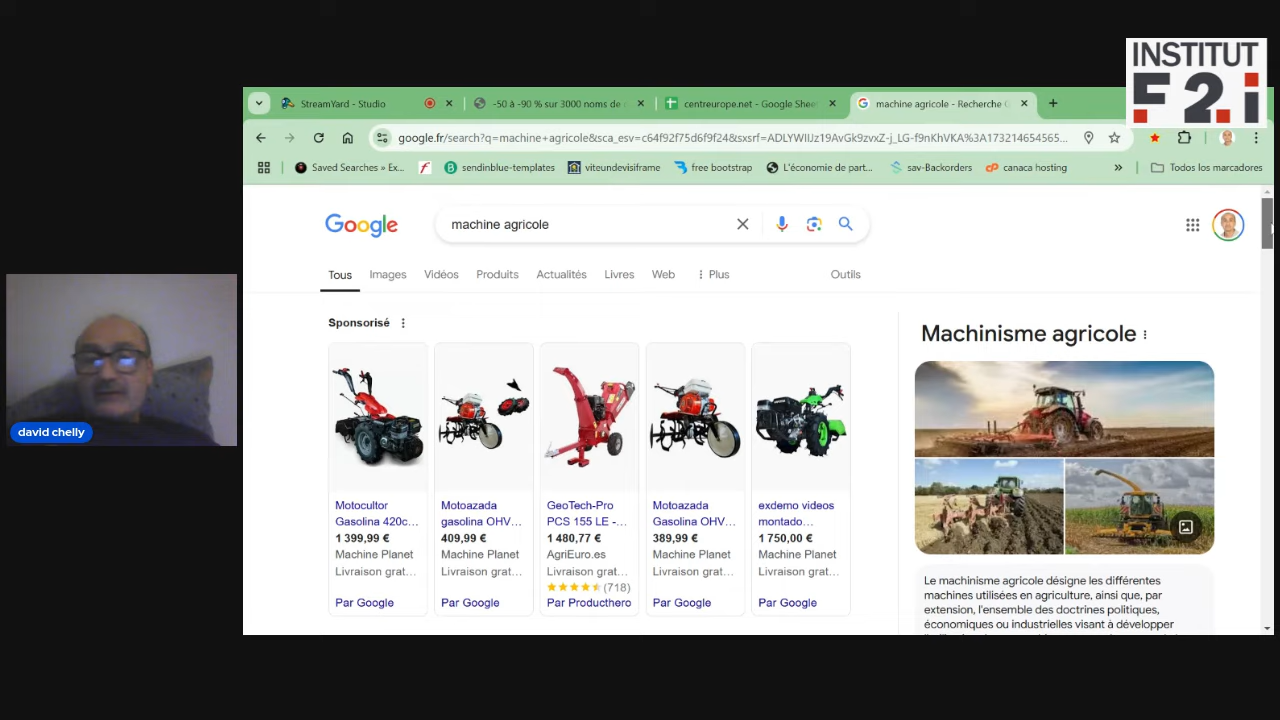 INSTITUT
F2i
StreamYard - Studio
-50 à -90 % sur 3000 noms de
centreurope.net - Google Shee
machine agricole - Recherche G
google.fr/search?q=machine+agricole&sca_esv=c64f92f75d6f9f24&sxsrf=ADLYWIIJz19AvGk9zvxZ-j_LG-f9nKhVKA%3A173214654565...
Saved Searches » Ex...
sendinblue-templates
viteundevisiframe
free bootstrap
L'économie de part...
sav-Backorders
canaca hosting
»
Todos los marcadores
Google
machine agricole
Tous
Images
Vidéos
Produits
Actualités
Livres
Web
Plus
Outils
Sponsorisé
Motocultor
Gasolina 420c...
1 399,99 €
Machine Planet
Livraison grat...
Par Google
Motoazada
gasolina OHV...
409,99 €
Machine Planet
Livraison grat...
Par Google
GeoTech-Pro
PCS 155 LE -...
1 480,77 €
AgriEuro.es
Livraison grat...
(718)
Par Producthero
Motoazada
Gasolina OHV...
389,99 €
Machine Planet
Livraison grat...
Par Google
exdemo videos
montado...
1 750,00 €
Machine Planet
Livraison grat...
Par Google
Machinisme agricole
Le machinisme agricole désigne les différentes
machines utilisées en agriculture, ainsi que, par
extension, l'ensemble des doctrines politiques,
économiques ou industrielles visant à développer
david chelly